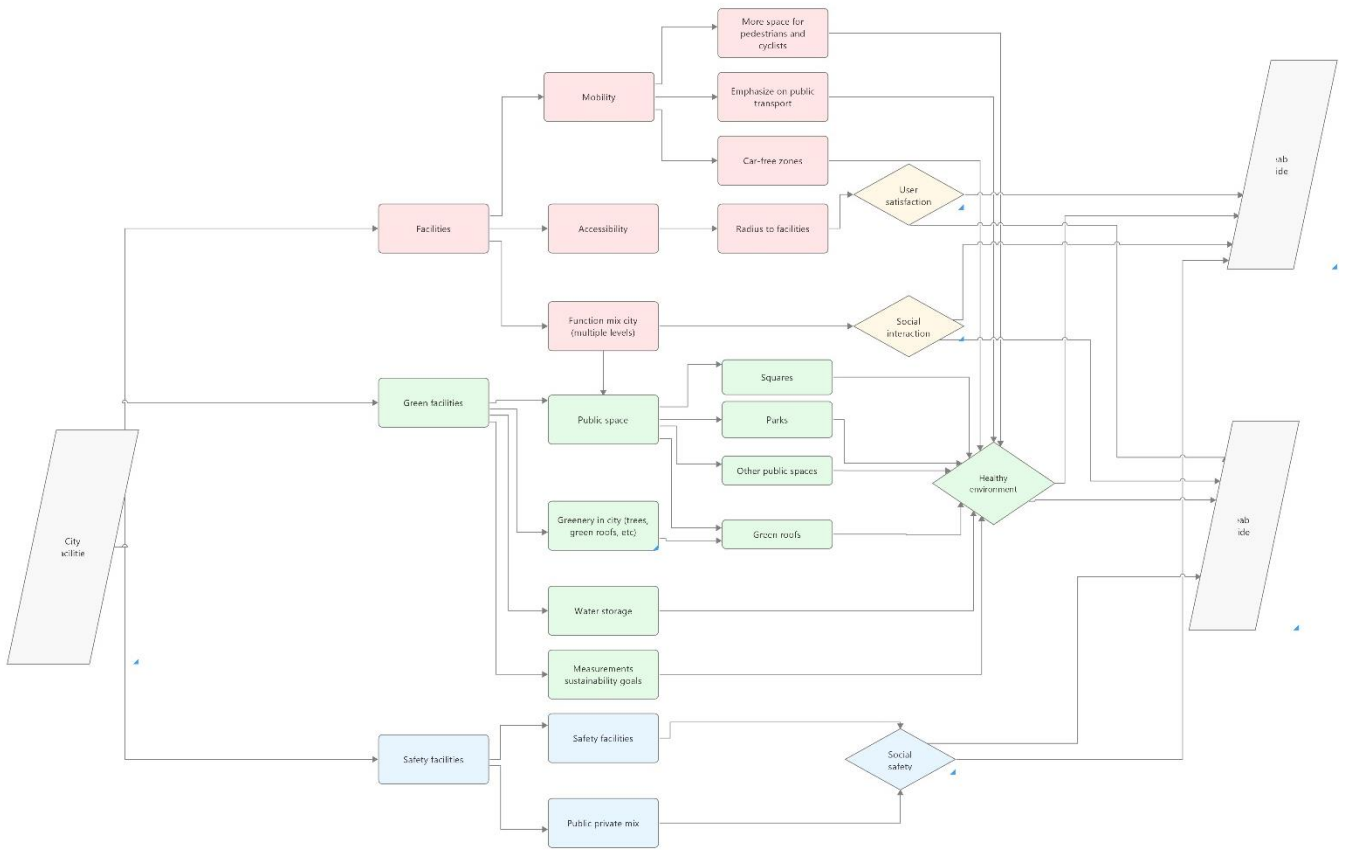 More space for
pedestrians and
cyclists
Mobility
Emphasize on public
transport
Car-free zones
User
satisfaction
Facilities
Accessibility
Radius to facilities
Function mix city
(multiple levels)
Social
interaction
Green facilities
Public space
Squares
Parks
Other public spaces
Healthy
environment
Greenery in city (trees,
green roofs, etc)
Green roofs
City
Water storage
Measurements
sustainability goals
Safety facilities
Safety facilities
Social
safety
Public private mix